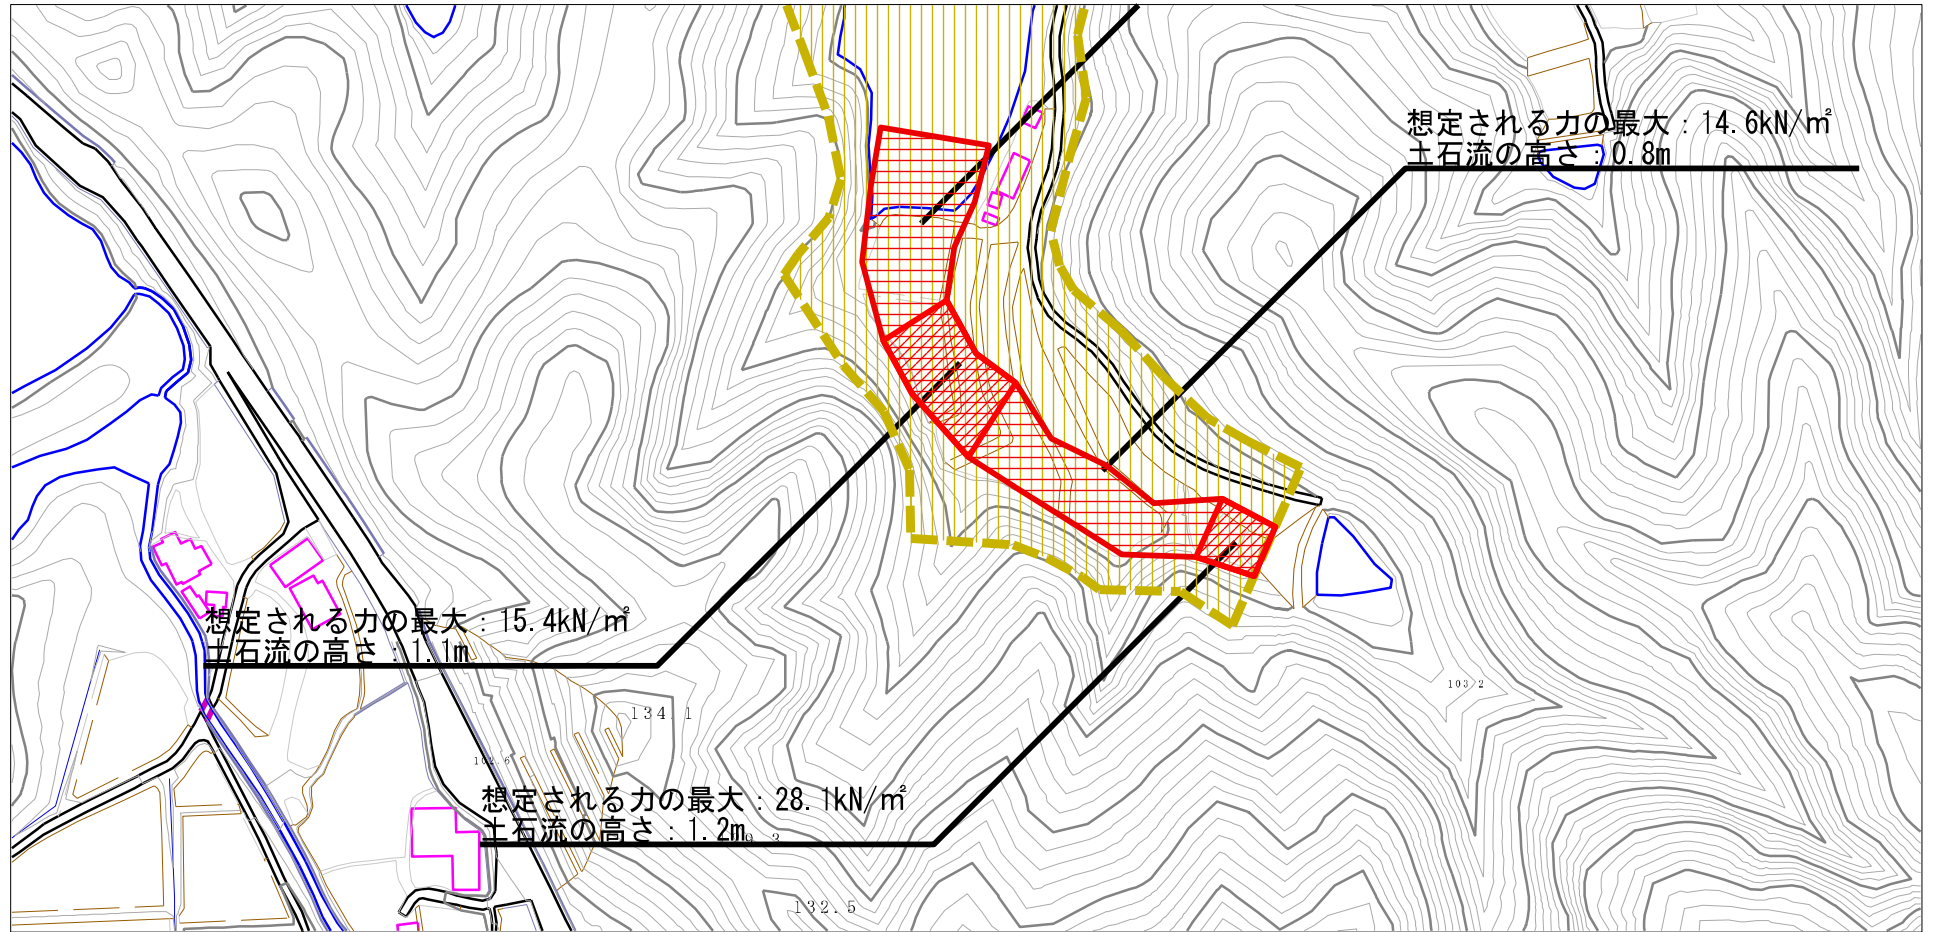 想定される力の最大：14.6kN/㎡
土石流の高さ：0.8m
想定される力の最大：15.4kN/㎡
土石流の高さ：1.1m
103.2
134.1
102.6
想定される力の最大：28.1kN/㎡
土石流の高さ：1.2m
132.5